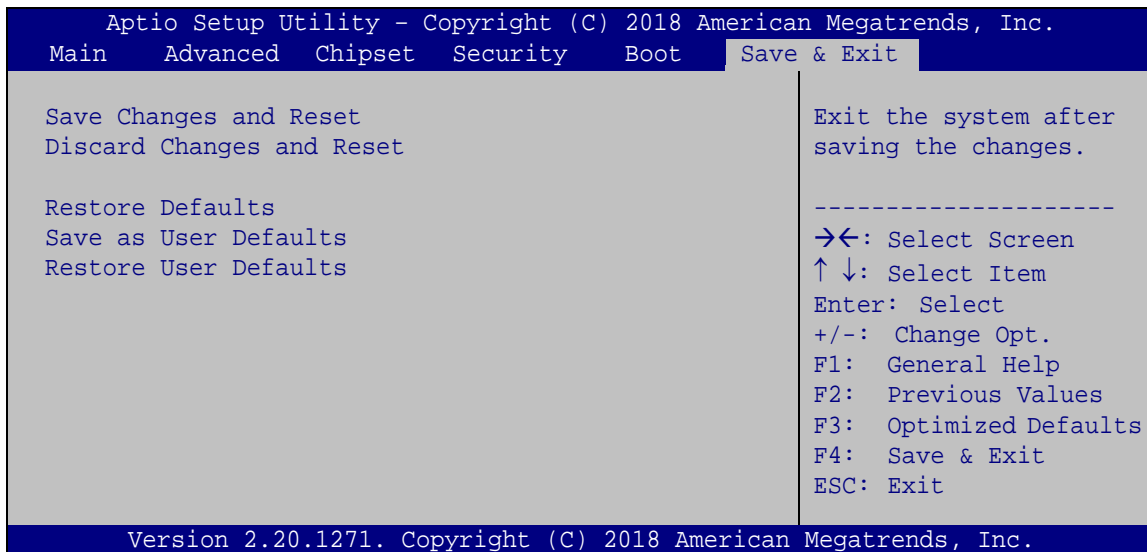 Aptio Setup Utility – Copyright (C) 2018 American Megatrends, Inc.
Main Advanced Chipset Security Boot Save & Exit
Save Changes and Reset
Discard Changes and Reset
Restore Defaults
Save as User Defaults
Restore User Defaults
Exit the system after
saving the changes.
---------------------
→←: Select Screen
↑ ↓: Select Item
Enter: Select
+/-: Change Opt.
F1: General Help
F2: Previous Values
F3: Optimized Defaults
F4: Save & Exit
ESC: Exit
Version 2.20.1271. Copyright (C) 2018 American Megatrends, Inc.